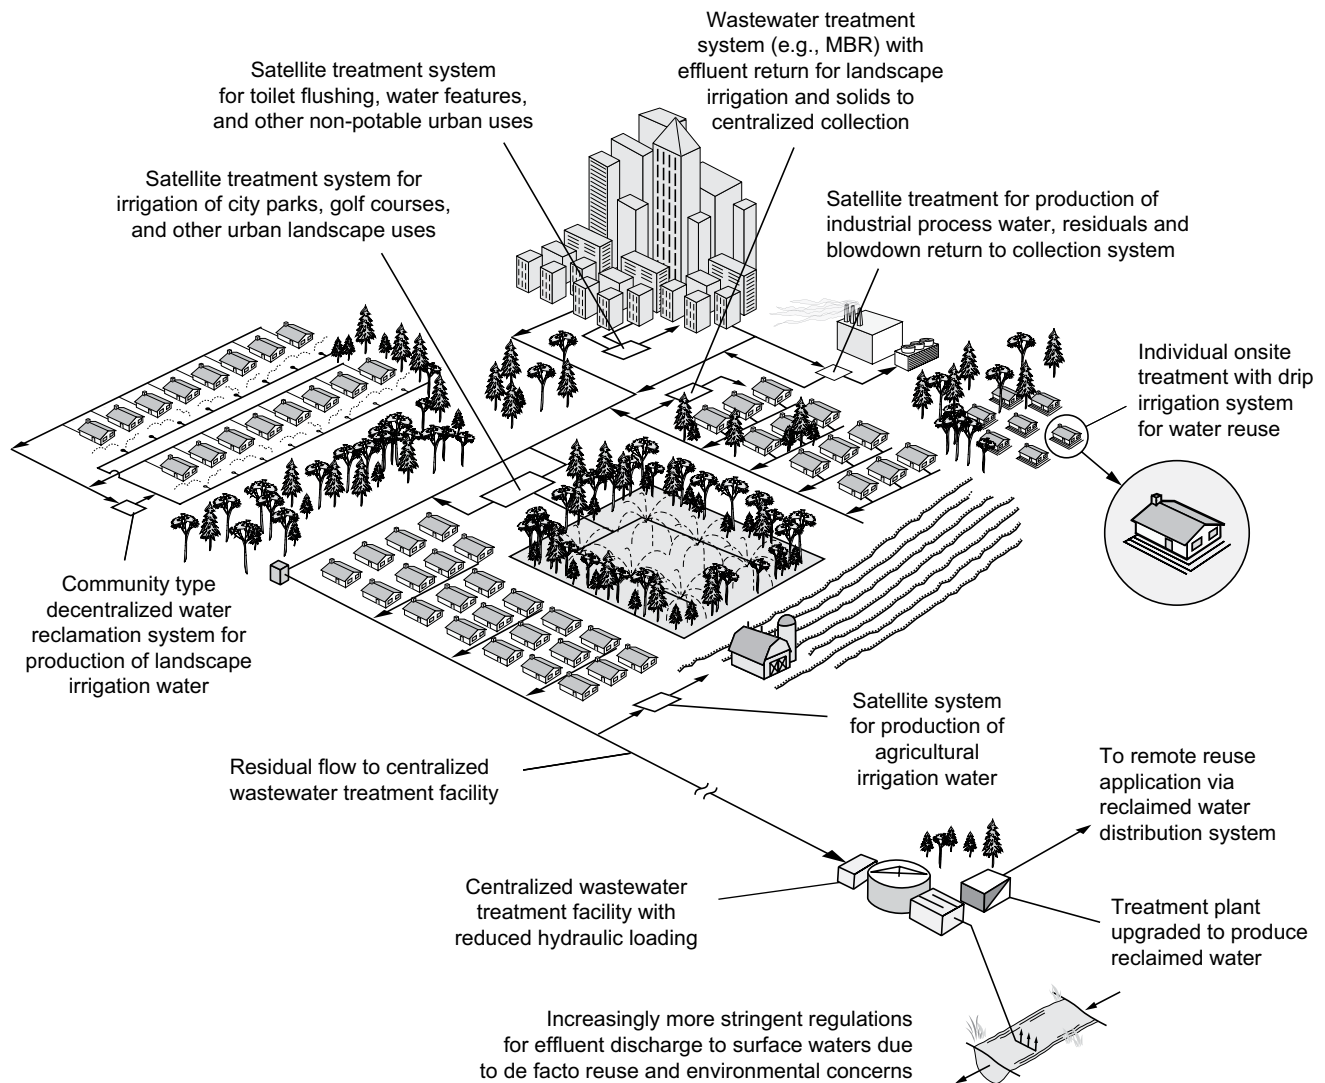 Wastewater treatment
system (e.g., MBR) with
effluent return for landscape
irrigation and solids to
centralized collection
Satellite treatment system
for toilet flushing, water features,
and other non-potable urban uses
Satellite treatment system for
irrigation of city parks, golf courses,
and other urban landscape uses
Satellite treatment for production of
industrial process water, residuals and
blowdown return to collection system
Individual onsite
treatment with drip
irrigation system
for water reuse
Community type
decentralized water
reclamation system for
production of landscape
irrigation water
Satellite system
for production of
agricultural
irrigation water
Residual flow to centralized
wastewater treatment facility
To remote reuse
application via
reclaimed water
distribution system
Centralized wastewater
treatment facility with
reduced hydraulic loading
Treatment plant
upgraded to produce
reclaimed water
Increasingly more stringent regulations
for effluent discharge to surface waters due
to de facto reuse and environmental concerns